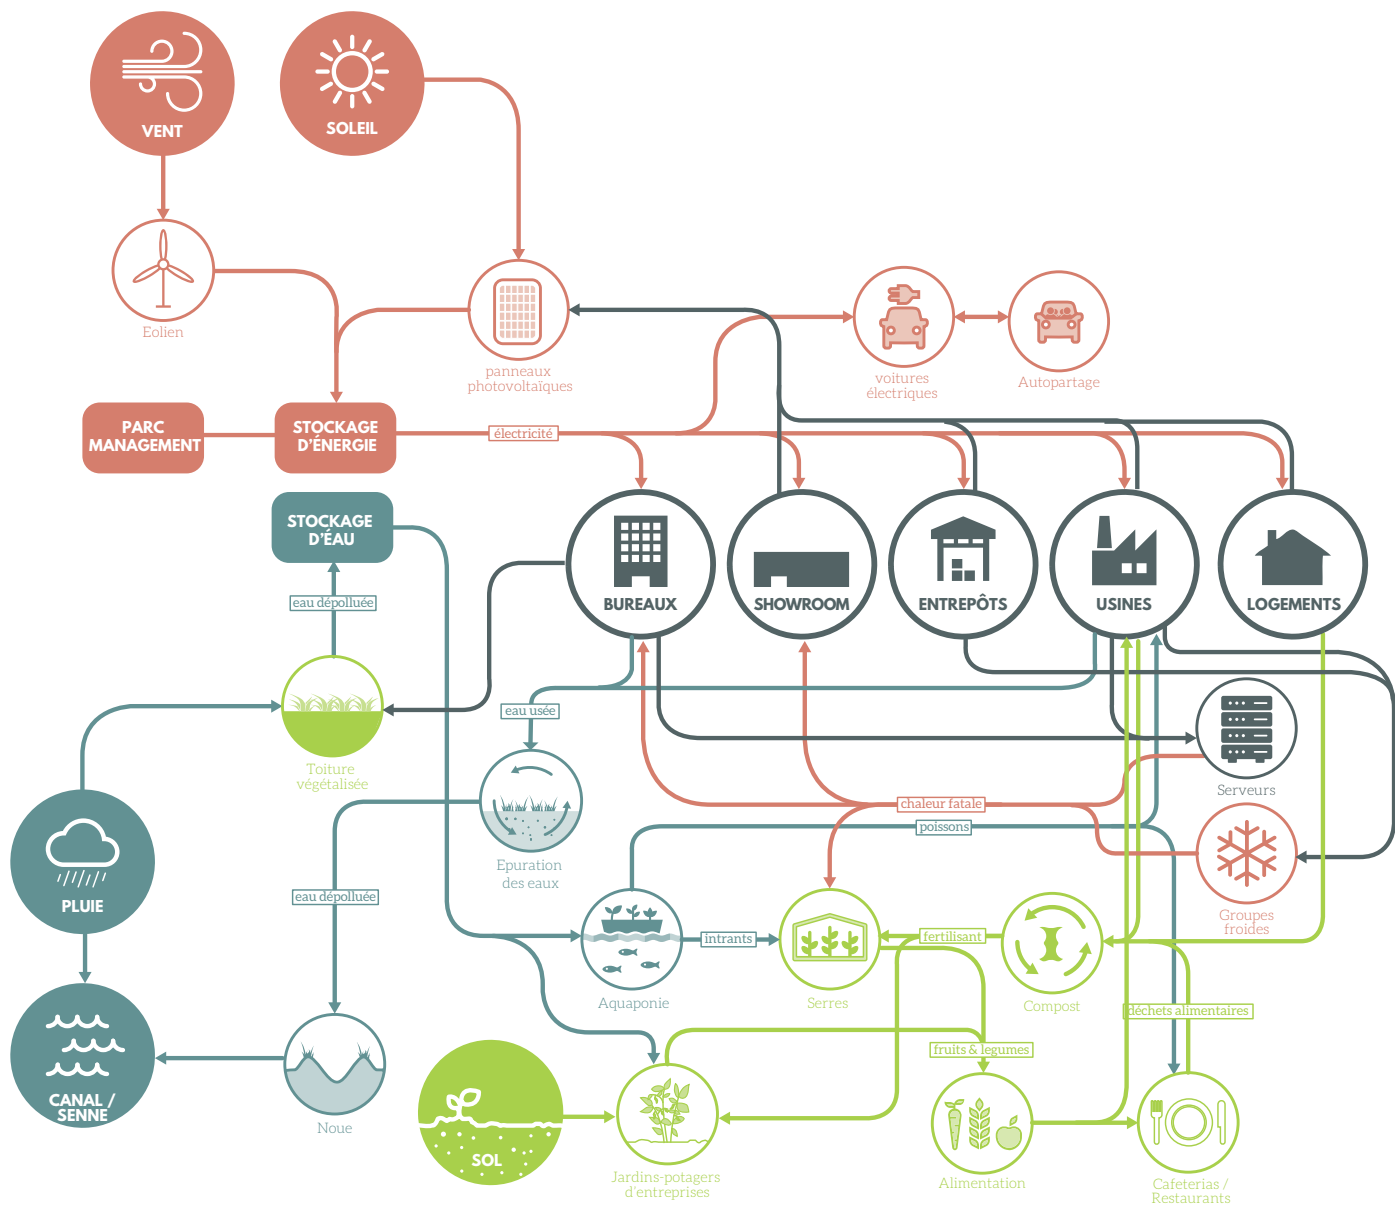 VENT
SOLEIL
Eolien
panneaux
photovoltaïques
voitures
électriques
Autopartage
PARC
MANAGEMENT
STOCKAGE
D'ÉNERGIE
électricité
STOCKAGE
D'ÉAU
eau dépolluée
BUREAUX
SHOWROOM
ENTREPÔTS
USINES
LOGEMENTS
eau usée
Toiture
végétalisée
Serveurs
chaleur fatale
poissons
Epuration
des eaux
eau dépolluée
PLUIE
Groupes
froides
intrants
fertilisant
Aquaponie
Serres
Compost
déchets alimentaires
fruits & legumes
CANAL /
SENNE
Noue
SOL
Jardins-potagers
d'entreprises
Alimentation
Cafeterias /
Restaurants